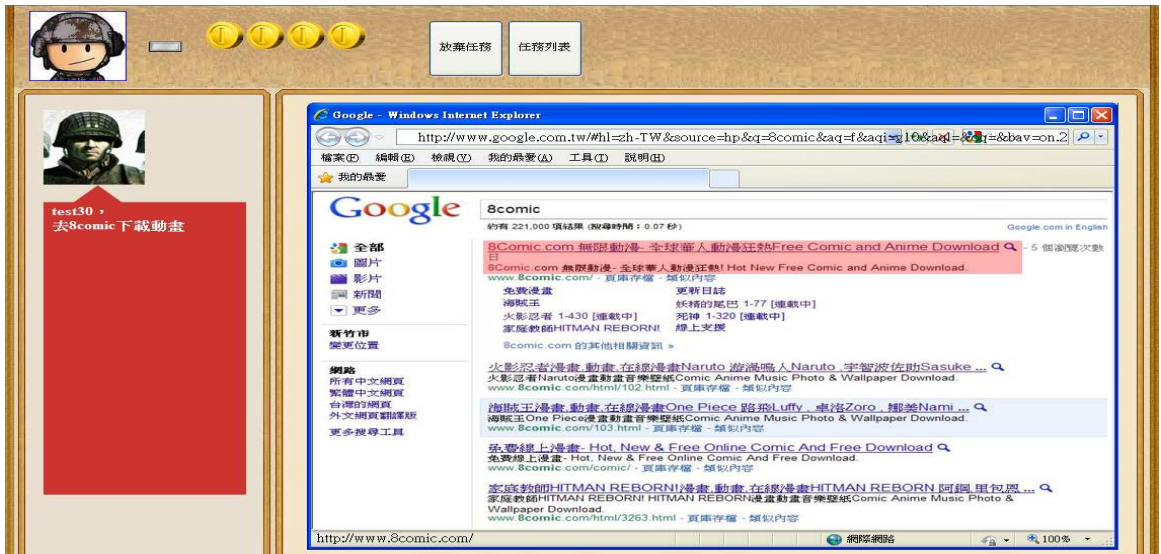 放棄任務
任務列表
test30，
去8comic下載動畫
Google - Windows Internet Explorer
http://www.google.com.tw/#hl=zh-TW&source=hp&q=8comic&aq=f&aqi=g10&aql=&oq=&bav=on.2
檔案(F) 編輯(E) 檢視(V) 我的最愛(A) 工具(T) 說明(H)
我的最愛
Google
8comic
約有 221,000 項結果 (搜尋時間：0.07 秒)
Google.com in English
全部
圖片
影片
新聞
更多
新竹市
變更位置
網路
所有中文網頁
繁體中文網頁
台灣的網頁
外文網頁翻譯版
更多搜尋工具
8Comic.com 無限動漫- 全球華人動漫狂熱Free Comic and Anime Download - 5 個瀏覽次數
日
8Comic.com 無限動漫- 全球華人動漫狂熱! Hot New Free Comic and Anime Download.
www.8comic.com/ - 頁庫存檔 - 類似內容
免費漫畫 更新日誌
海賊王 妖精的尾巴 1-77 [連載中]
火影忍者 1-430 [連載中] 死神 1-320 [連載中]
家庭教師HITMAN REBORN! 線上支援
8comic.com 的其他相關資訊 »
火影忍者漫畫,動畫,在線漫畫Naruto 漩渦鳴人Naruto , 宇智波佐助Sasuke ...
火影忍者Naruto漫畫動畫音樂壁紙Comic Anime Music Photo & Wallpaper Download.
www.8comic.com/html/102.html - 頁庫存檔 - 類似內容
海賊王漫畫,動畫,在線漫畫One Piece 路飛Luffy , 卓洛Zoro , 娜美Nami ...
海賊王One Piece漫畫動畫音樂壁紙Comic Anime Music Photo & Wallpaper Download.
www.8comic.com/html/103.html - 頁庫存檔 - 類似內容
免費線上漫畫- Hot, New & Free Online Comic And Free Download
免費線上漫畫- Hot, New & Free Online Comic And Free Download.
www.8comic.com/comic/ - 頁庫存檔 - 類似內容
家庭教師HITMAN REBORN!漫畫,動畫,在線漫畫HITMAN REBORN 阿綱,里包恩 ...
家庭教師HITMAN REBORN! HITMAN REBORN漫畫動畫音樂壁紙Comic Anime Music Photo &
Wallpaper Download.
www.8comic.com/html/3263.html - 頁庫存檔 - 類似內容
http://www.8comic.com/
網際網路
100%